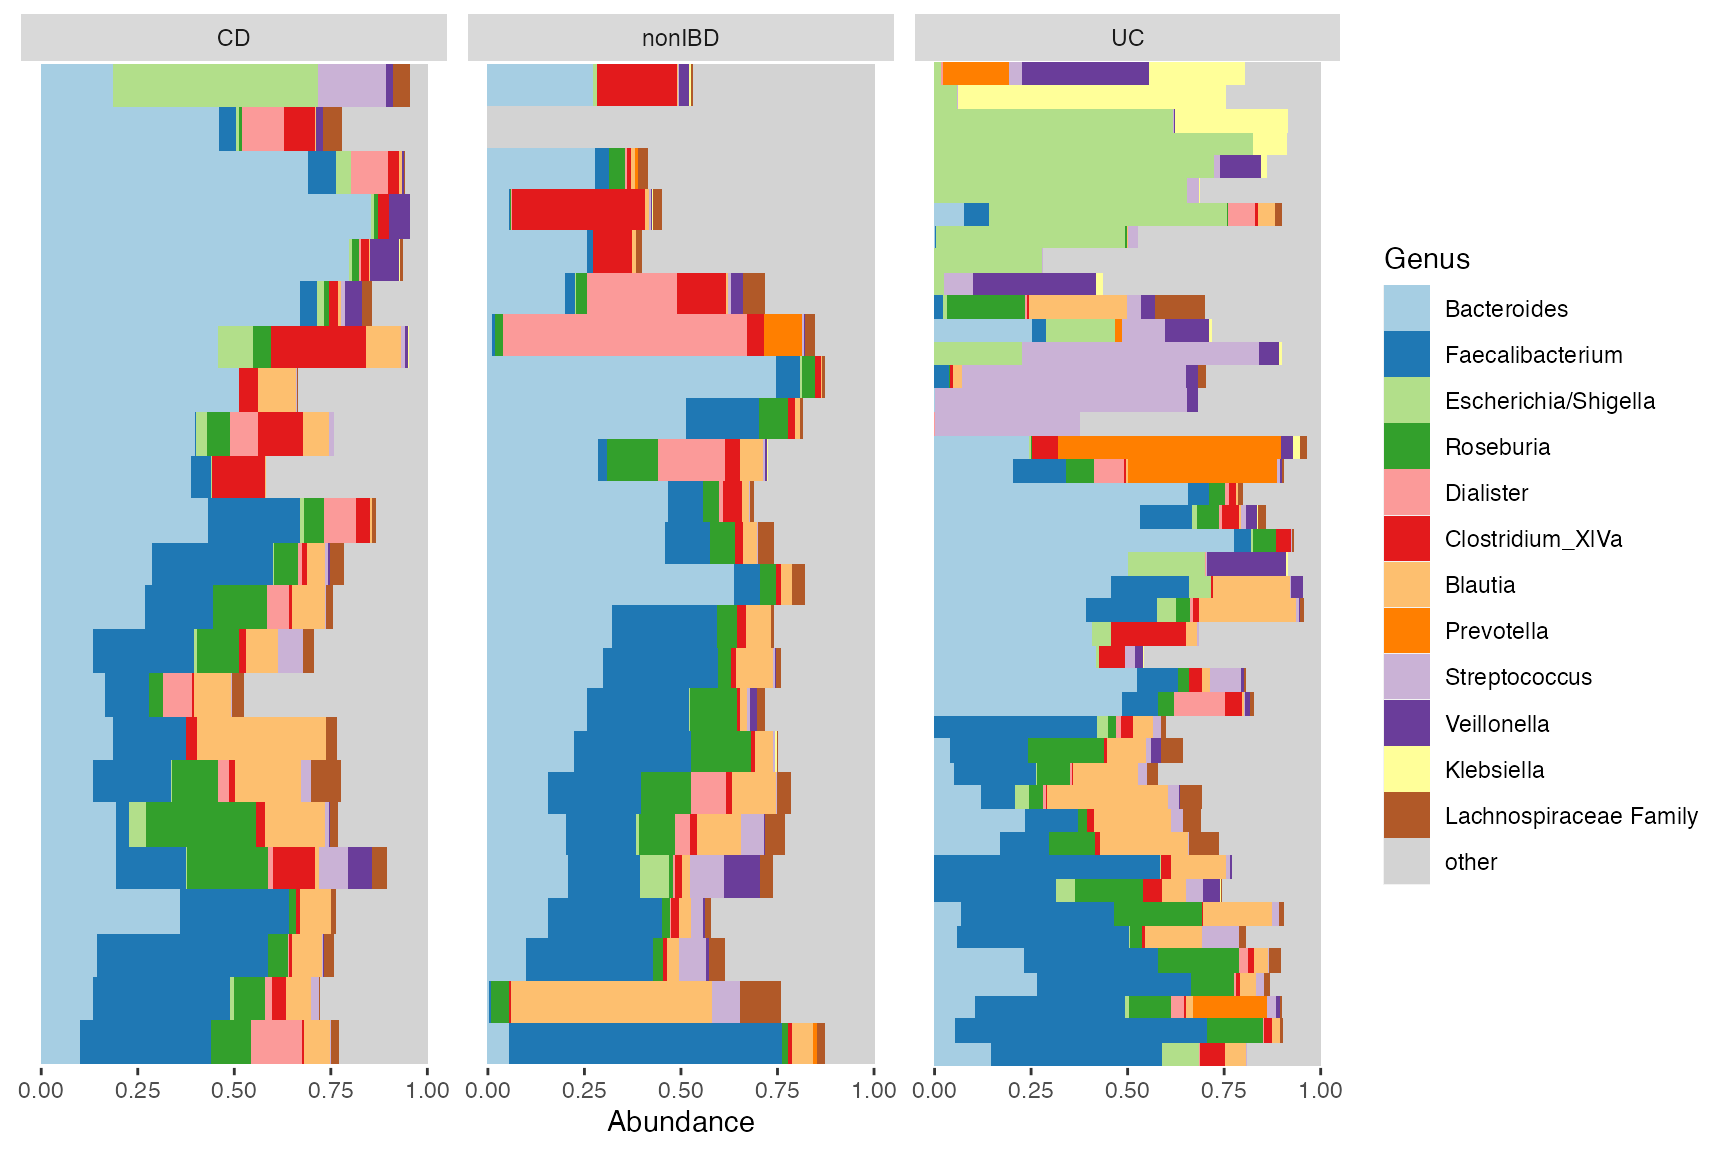 CD nonIBD UC
Genus
Bacteroides
Faecalibacterium
Escherichia/Shigella
Roseburia
Dialister
Clostridium_XlVa
Blautia
Prevotella
Streptococcus
Veillonella
Klebsiella
Lachnospiraceae Family
other
0.00 0.25 0.50 0.75 1.00 0.00 0.25 0.50 0.75 1.00 0.00 0.25 0.50 0.75 1.00
Abundance